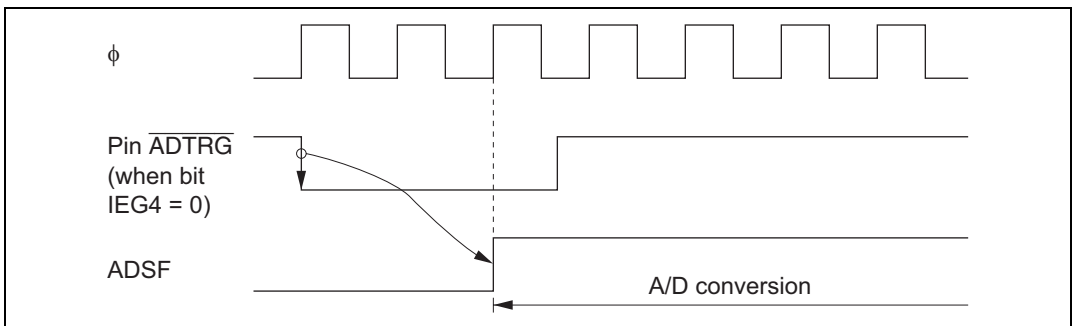 ϕ
Pin ADTRG
(when bit
IEG4 = 0)
ADSF
A/D conversion